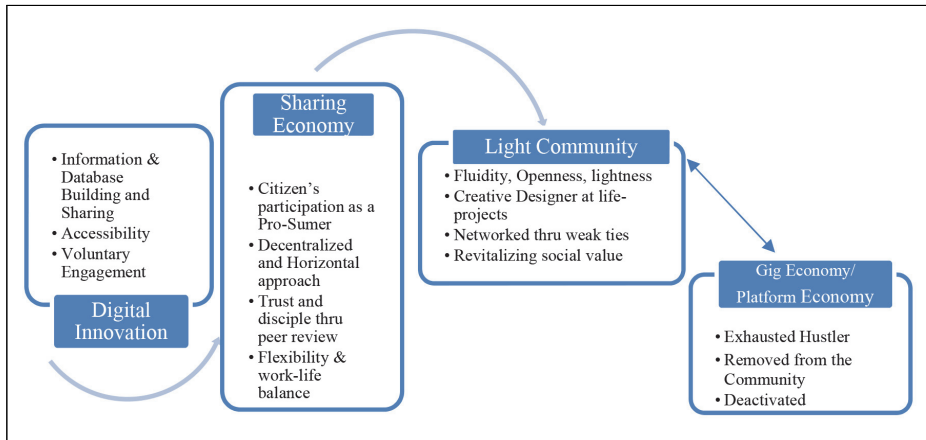 • Information &
Database
Building and
Sharing
• Accessibility
• Voluntary
Engagement
Digital
Innovation
Sharing
Economy
• Citizen's
participation as a
Pro-Sumer
• Decentralized
and Horizontal
approach
• Trust and
disciple thru
peer review
• Flexibility &
work-life
balance
Light Community
• Fluidity, Openness, lightness
• Creative Designer at life-
projects
• Networked thru weak ties
• Revitalizing social value
Gig Economy/
Platform Economy
• Exhausted Hustler
• Removed from the
Community
• Deactivated